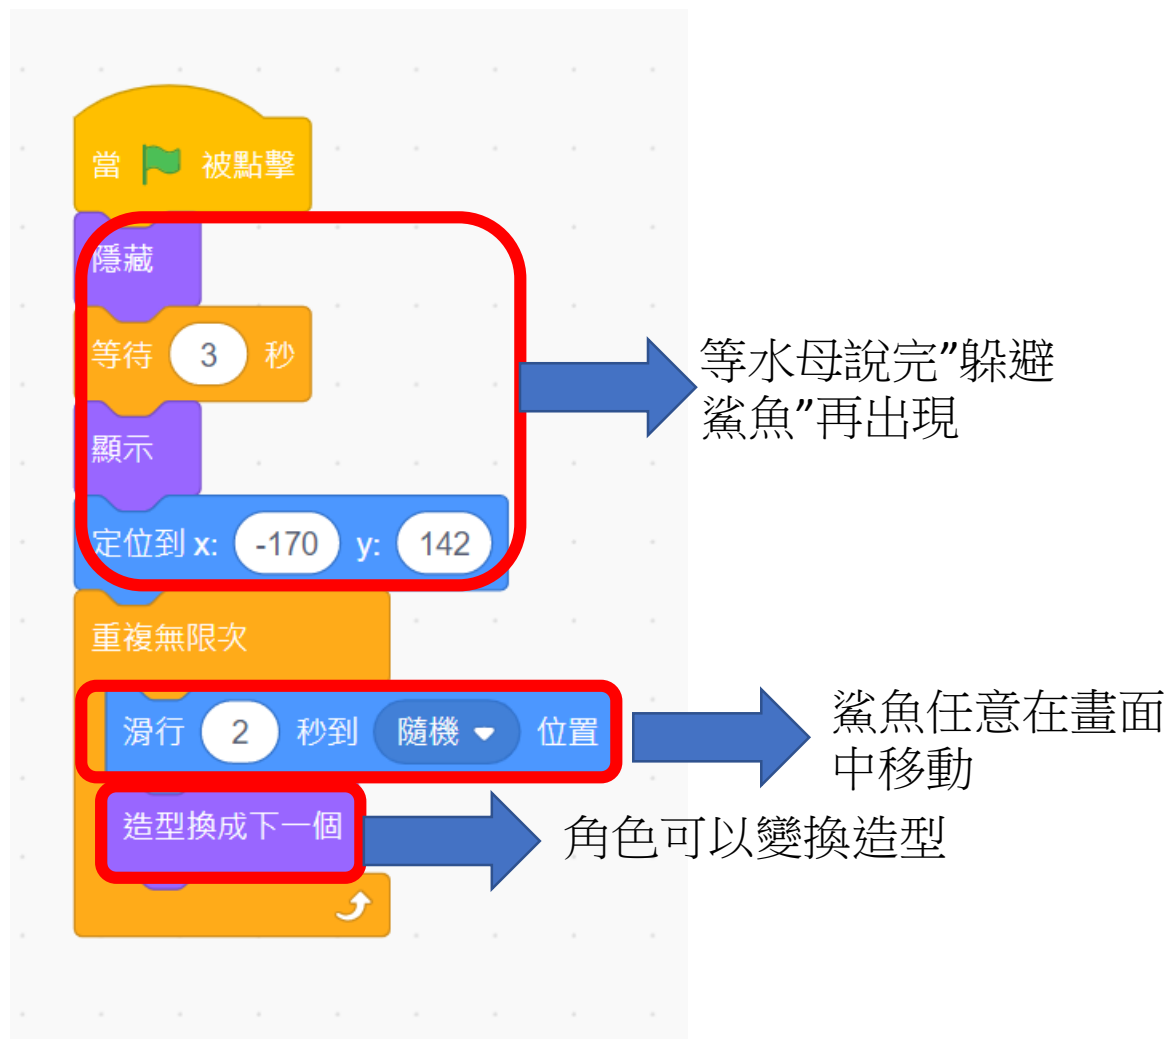 當 被點擊
隱藏
等待 3 秒
顯示
定位到 x: -170 y: 142
等水母說完”躲避
鯊魚”再出現
重複無限次
滑行 2 秒到 隨機 位置
鯊魚任意在畫面
中移動
造型換成下一個
角色可以變換造型